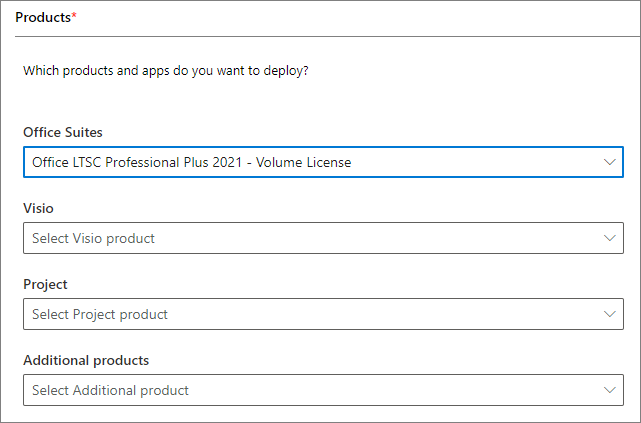 Products*
Which products and apps do you want to deploy?
Office Suites
Office LTSC Professional Plus 2021 - Volume License
Visio
Select Visio product
Project
Select Project product
Additional products
Select Additional product